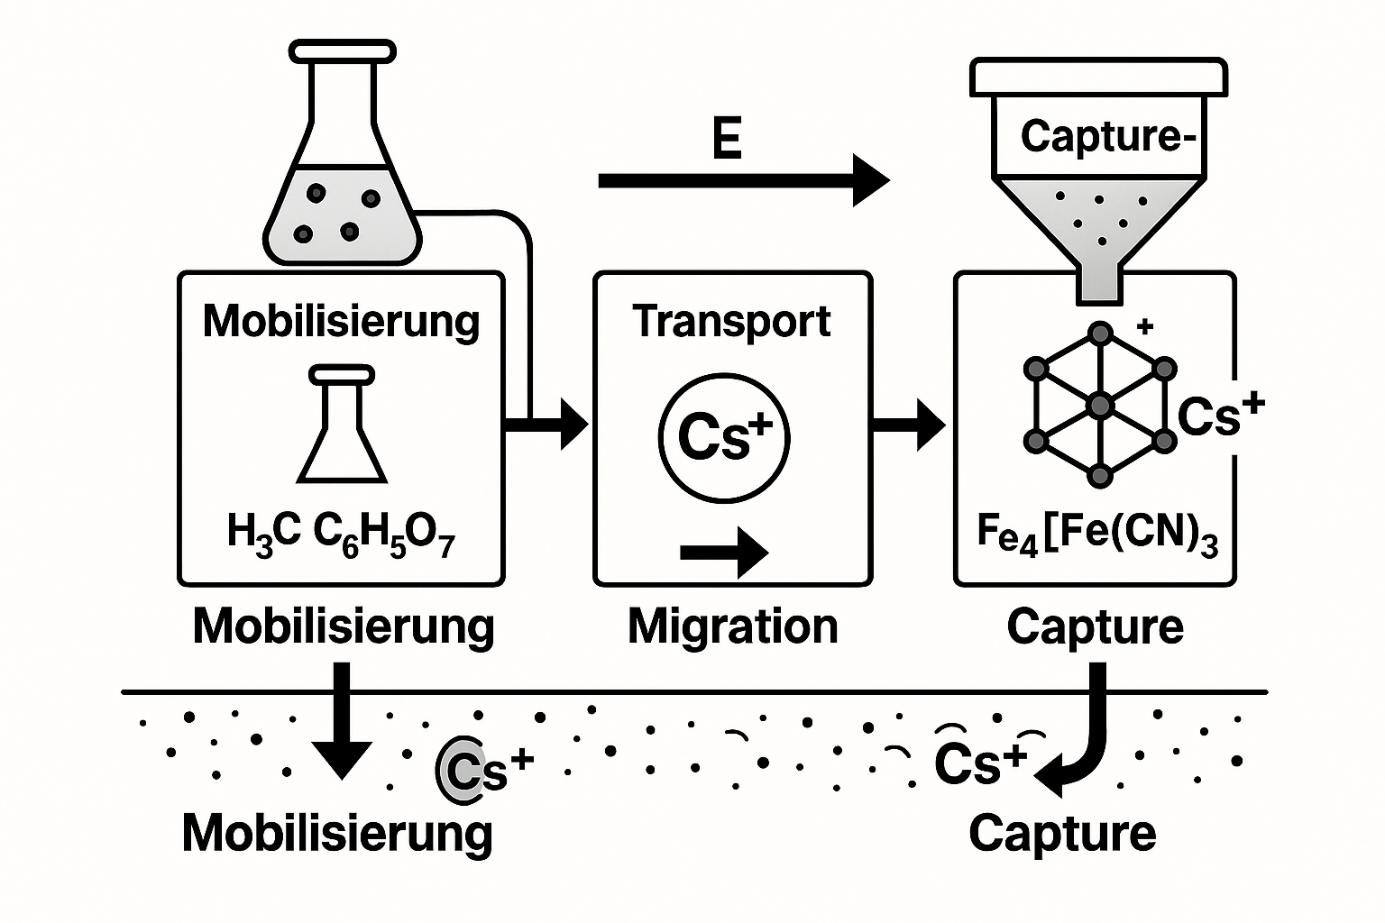 E
Capture-
Mobilisierung
H₃C C₆H₅O₇
Transport
Cs⁺
+
Cs⁺
Fe₄[Fe(CN)₃
Mobilisierung
Migration
Capture
Cs⁺
Cs⁺
Mobilisierung
Capture